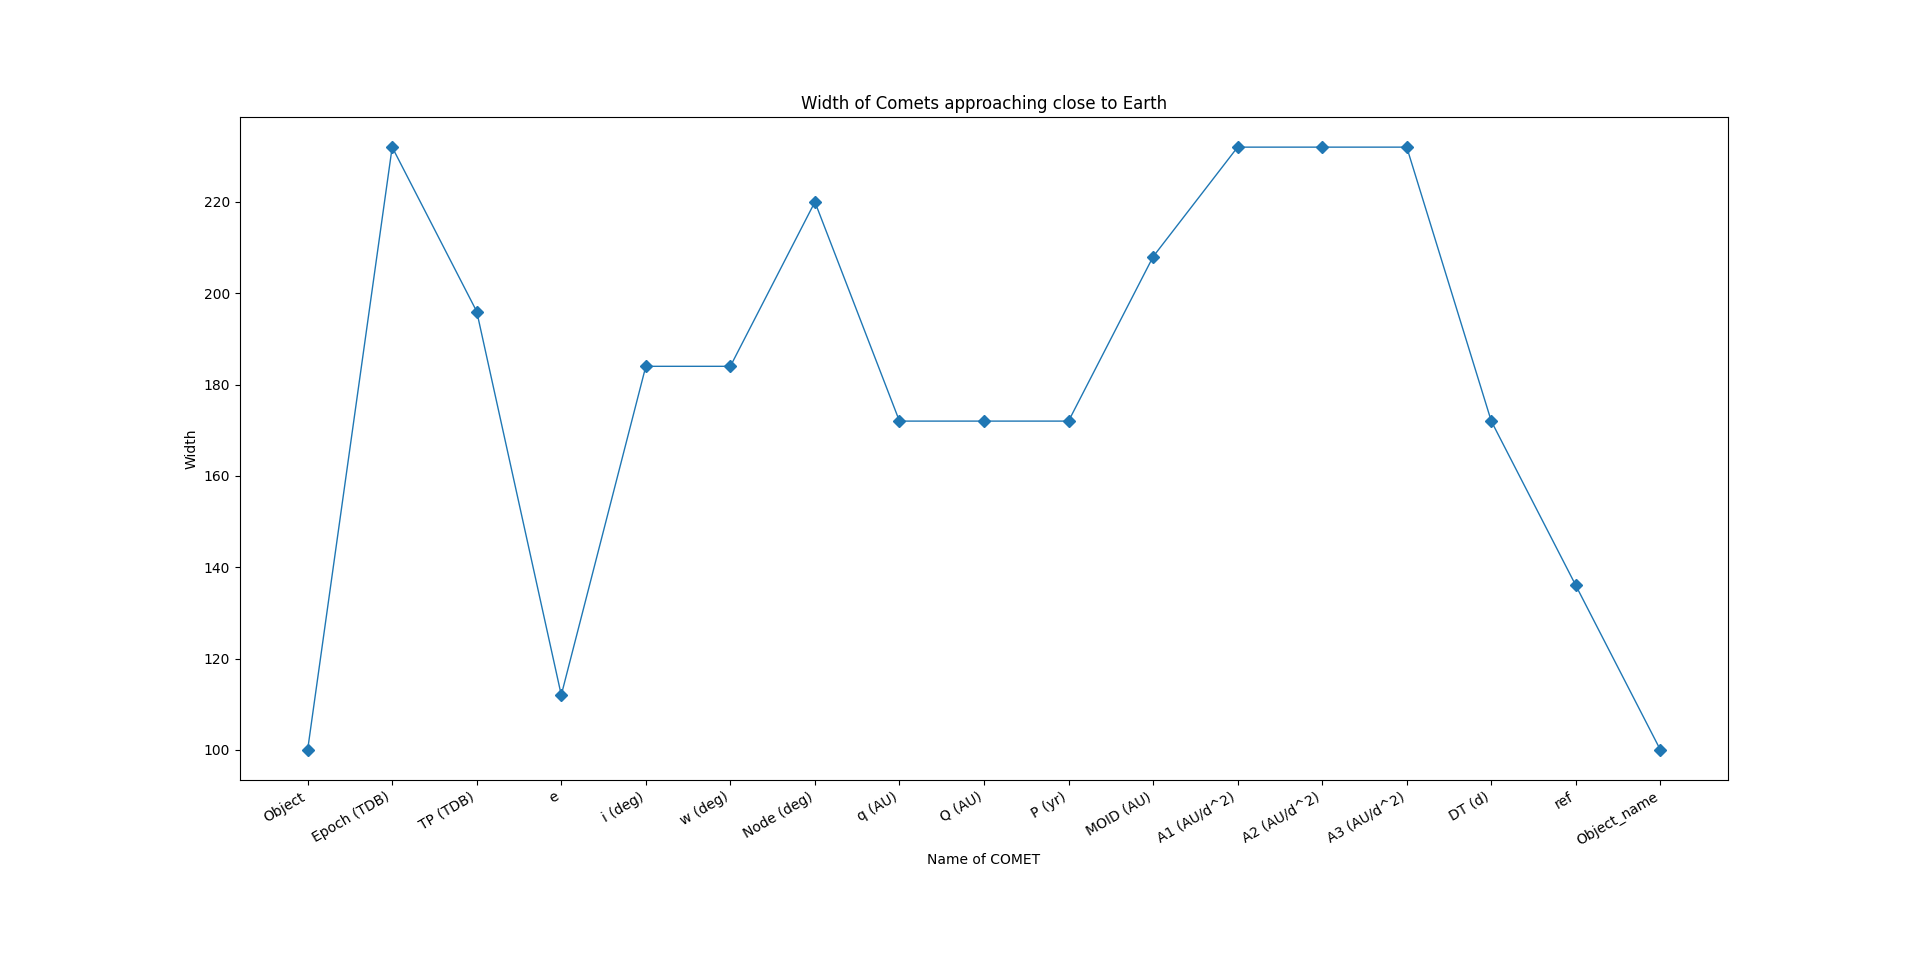 Width of Comets approaching close to Earth
Width
220
200
180
160
140
120
100
Object
Epoch (TDB)
TP (TDB)
e
i (deg)
w (deg)
Node (deg)
q (AU)
Q (AU)
P (yr)
MOID (AU)
A1 (AU/d^2)
A2 (AU/d^2)
A3 (AU/d^2)
DT (d)
ref
Object_name
Name of COMET